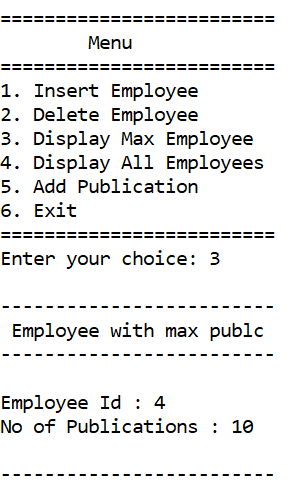 =========================
Menu
=========================
1. Insert Employee
2. Delete Employee
3. Display Max Employee
4. Display All Employees
5. Add Publication
6. Exit
=========================
Enter your choice: 3
-------------------------
Employee with max publc
-------------------------
Employee Id : 4
No of Publications : 10
-------------------------